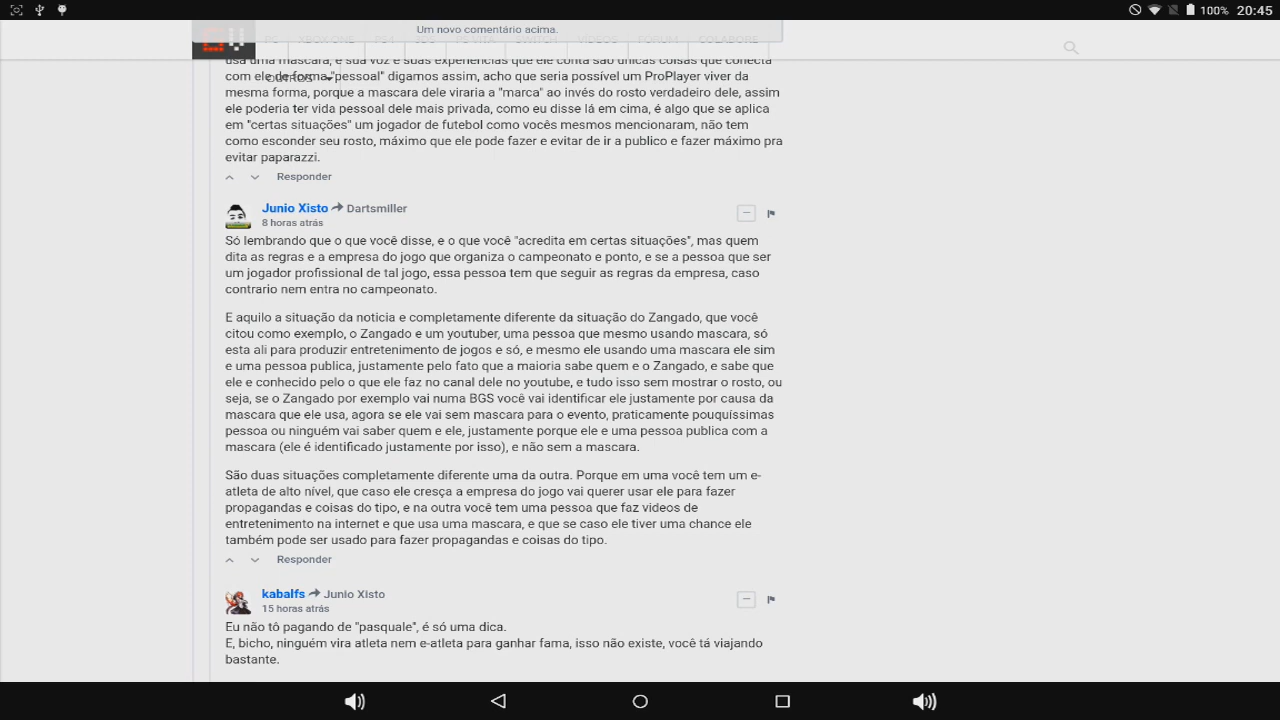 100% 20:45
Um novo comentário acima.
PC XBOX ONE PS4 3DS PS VITA SWITCH VIDEOS FORUM COLABORE
OUTROS
usa uma mascara, e sua voz e suas experiencias que ele conta são unicas coisas que conecta
com ele de forma "pessoal" digamos assim, acho que seria possível um ProPlayer viver da
mesma forma, porque a mascara dele viraria a "marca" ao invés do rosto verdadeiro dele, assim
ele poderia ter vida pessoal dele mais privada, como eu disse lá em cima, é algo que se aplica
em "certas situações" um jogador de futebol como vocês mesmos mencionaram, não tem
como esconder seu rosto, máximo que ele pode fazer e evitar de ir a publico e fazer máximo pra
evitar paparazzi.
Responder
Junio Xisto Dartsmiller
8 horas atrás
Só lembrando que o que você disse, e o que você "acredita em certas situações", mas quem
dita as regras e a empresa do jogo que organiza o campeonato e ponto, e se a pessoa que ser
um jogador profissional de tal jogo, essa pessoa tem que seguir as regras da empresa, caso
contrario nem entra no campeonato.
E aquilo a situação da noticia e completamente diferente da situação do Zangado, que você
citou como exemplo, o Zangado e um youtuber, uma pessoa que mesmo usando mascara, só
esta ali para produzir entretenimento de jogos e só, e mesmo ele usando uma mascara ele sim
e uma pessoa publica, justamente pelo fato que a maioria sabe quem e o Zangado, e sabe que
ele e conhecido pelo o que ele faz no canal dele no youtube, e tudo isso sem mostrar o rosto, ou
seja, se o Zangado por exemplo vai numa BGS você vai identificar ele justamente por causa da
mascara que ele usa, agora se ele vai sem mascara para o evento, praticamente pouquíssimas
pessoa ou ninguém vai saber quem e ele, justamente porque ele e uma pessoa publica com a
mascara (ele é identificado justamente por isso), e não sem a mascara.
São duas situações completamente diferente uma da outra. Porque em uma você tem um e-
atleta de alto nível, que caso ele cresça a empresa do jogo vai querer usar ele para fazer
propagandas e coisas do tipo, e na outra você tem uma pessoa que faz videos de
entretenimento na internet e que usa uma mascara, e que se caso ele tiver uma chance ele
também pode ser usado para fazer propagandas e coisas do tipo.
Responder
kabalfs Junio Xisto
15 horas atrás
Eu não tô pagando de "pasquale", é só uma dica.
E, bicho, ninguém vira atleta nem e-atleta para ganhar fama, isso não existe, você tá viajando
bastante.